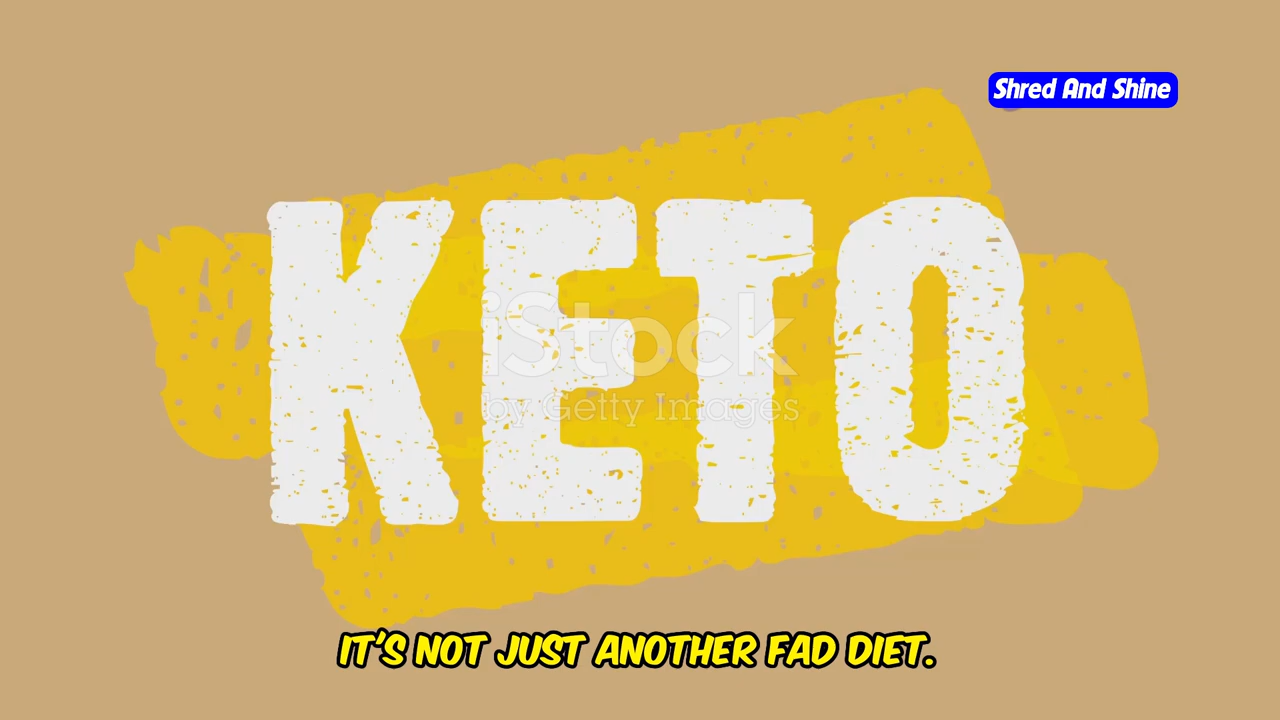 Shred And Shine
KETO
iStock
by Getty Images
IT'S NOT JUST ANOTHER FAD DIET.